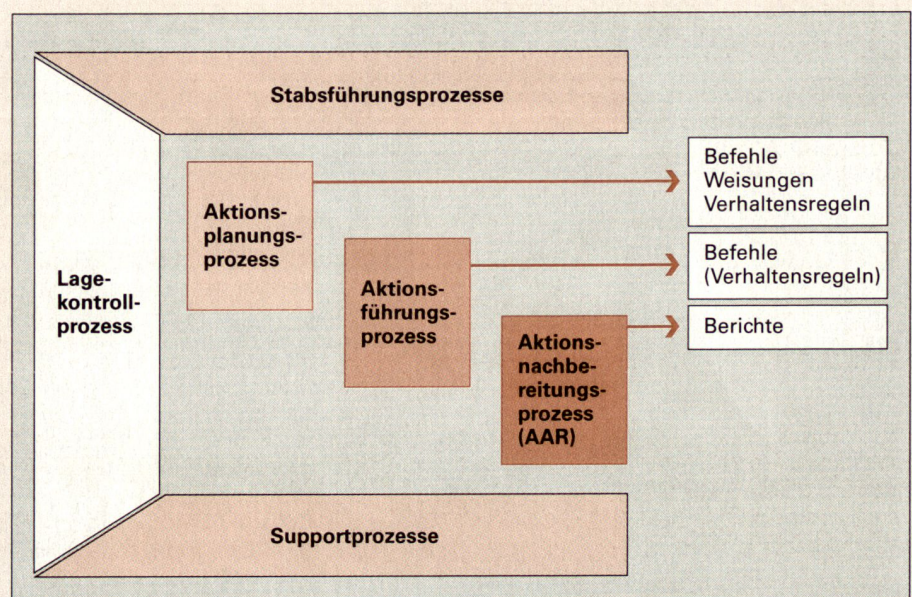 Stabsführungsprozesse
Befehle
Weisungen
Verhaltensregeln
Aktions-
planungs-
prozess
Befehle
(Verhaltensregeln)
Lage-
kontroll-
prozess
Aktions-
führungs-
prozess
Berichte
Aktions-
nachbe-
reitungs-
prozess
(AAR)
Supportprozesse